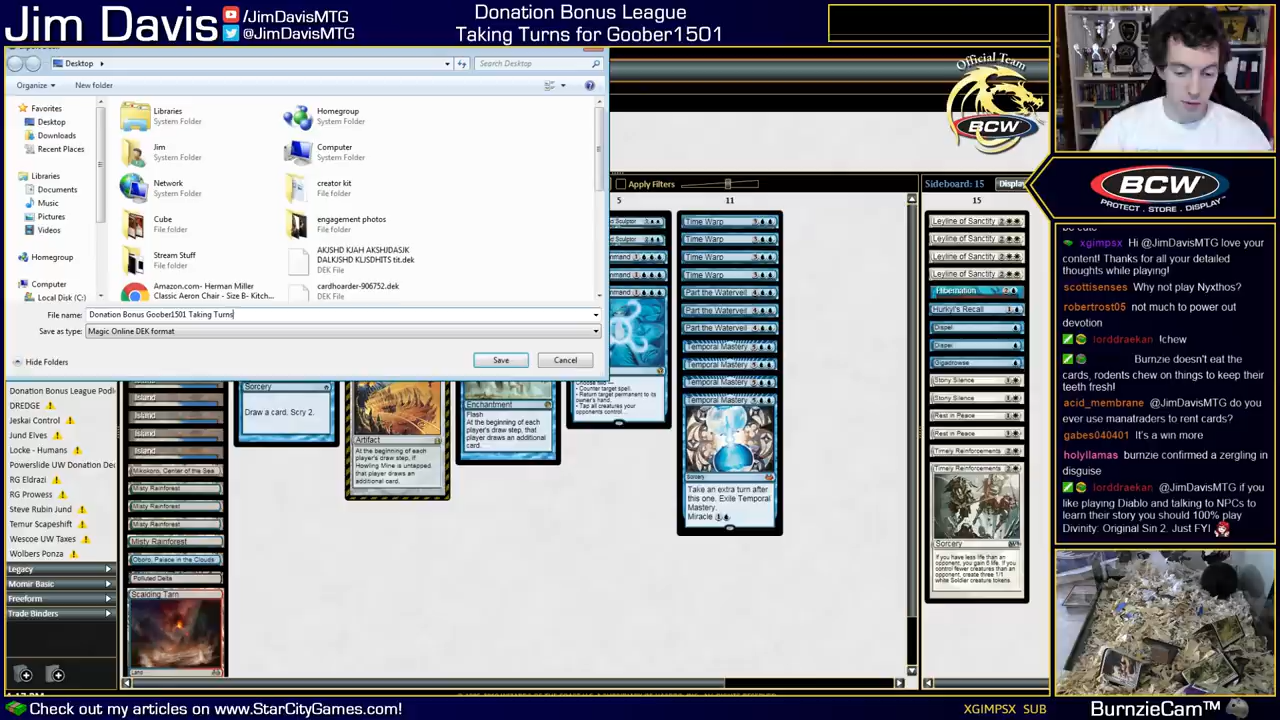 Jim Davis
/JimDavisMTG
@JimDavisMTG
Donation Bonus League
Taking Turns for Goober1501
Official Team
BCW
BCW
PROTECT . STORE . DISPLAY
Desktop
Search Desktop
Organize
New folder
Favorites
Desktop
Downloads
Recent Places
Libraries
Documents
Music
Pictures
Videos
Homegroup
Computer
Local Disk (C:)
Libraries
System Folder
Homegroup
System Folder
Jim
System Folder
Computer
System Folder
Network
System Folder
creator kit
File folder
Cube
File folder
engagement photos
File folder
Stream Stuff
File folder
AKJSHD KJAH AKSHJDASJK
DALKJSHD KLJSDHITS tit.dek
DEK File
Amazom.com- Herman Miller
Classic Aeron Chair - Size B- Kitch...
cardhoarder-906752.dek
DEK File
File name:
Donation Bonus Goober1501 Taking Turns
Save as type:
Magic Online DEK format
Hide Folders
Save
Cancel
Apply Filters
Sideboard: 15
Display
5
11
15
Time Warp
Time Warp
Time Warp
Time Warp
Part the Waterveil
Part the Waterveil
Part the Waterveil
Temporal Mastery
Temporal Mastery
Temporal Mastery
Temporal Mastery
Sorcery
Take an extra turn after
this one. Exile Temporal
Mastery.
Miracle
Leyline of Sanctity
Leyline of Sanctity
Leyline of Sanctity
Leyline of Sanctity
Hibernation
Hurkyl's Recall
Dispel
Dispel
Gigadrowse
Stony Silence
Stony Silence
Rest in Peace
Rest in Peace
Timely Reinforcements
Timely Reinforcements
Sorcery
If you have less life than an
opponent, you gain 6 life. If you
control fewer creatures than an
opponent, create three 1/1
white Soldier creature tokens.
Donation Bonus League Podi
DREDGE
Jeskai Control
Jund Elves
Locke - Humans
Powerslide UW Donation De
RG Eldrazi
RG Prowess
Steve Rubin Jund
Temur Scapeshift
Wescoe UW Taxes
Wolbers Ponza
Legacy
Momir Basic
Freeform
Trade Binders
Island
Island
Island
Island
Mikokoro, Center of the Sea
Misty Rainforest
Misty Rainforest
Misty Rainforest
Misty Rainforest
Oboro, Palace in the Clouds
Polluted Delta
Scalding Tarn
Land
Sorcery
Draw a card. Scry 2.
Artifact
At the beginning of
each player's draw
step, if
Howling Mine is
untapped, that
player draws an
additional card.
Enchantment
Flash
At the beginning of
each player's draw step, that
player draws an additional
card.
Choose two —
• Counter target spell.
• Return target permanent to its
owner's hand.
• Tap all creatures your
opponents control.
be cute
xgimpsx Hi @JimDavisMTG love your
content! Thanks for all your detailed
thoughts while playing!
scottisenses Why not play Nyxthos?
robertrost05 not much to power out
devotion
lorddraekan !chew
Burnzie doesn't eat the
cards, rodents chew on things to keep their
teeth fresh!
acid_membrane @JimDavisMTG do you
ever use manatraders to rent cards?
gabes040401 It's a win more
holyllamas burnzie confirmed a zergling in
disguise
lorddraekan @JimDavisMTG if you
like playing Diablo and talking to NPCs to
learn their story you should 100% play
Divinity: Original Sin 2. Just FYI!
Check out my articles on www.StarCityGames.com!
XGIMPSX SUB
BurnzieCam™